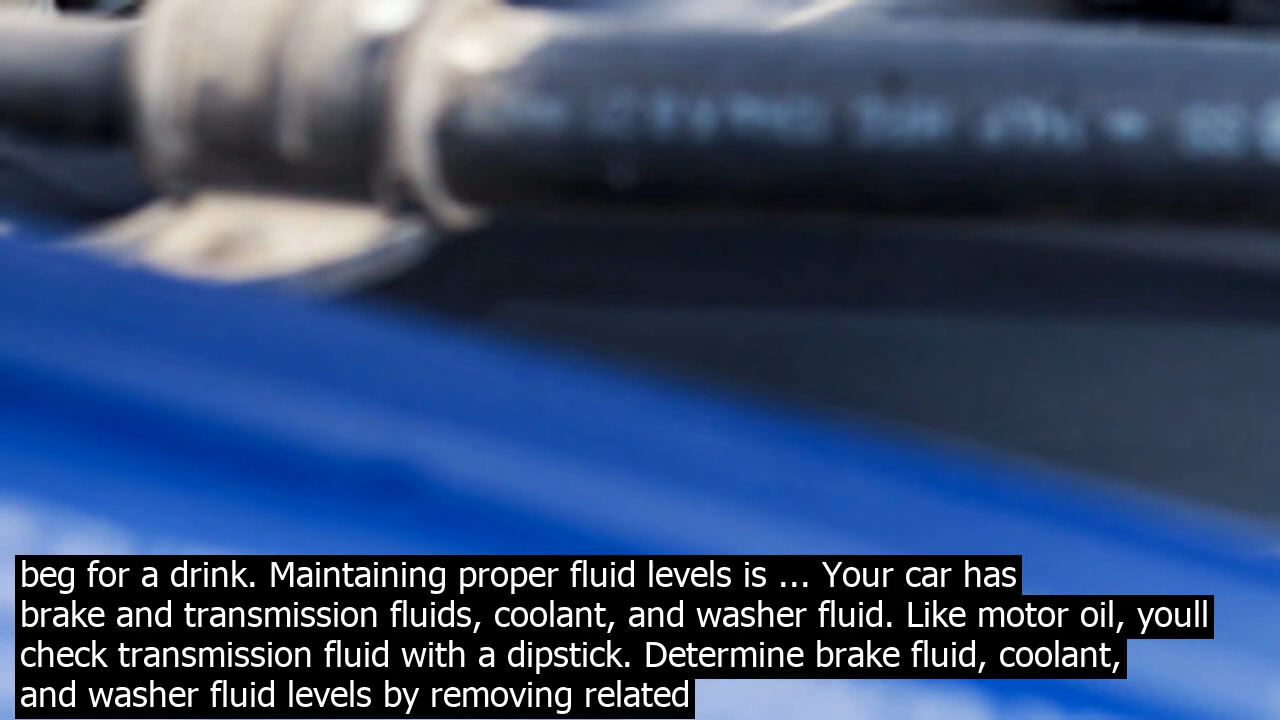 beg for a drink. Maintaining proper fluid levels is ... Your car has
brake and transmission fluids, coolant, and washer fluid. Like motor oil, youll
check transmission fluid with a dipstick. Determine brake fluid, coolant,
and washer fluid levels by removing related